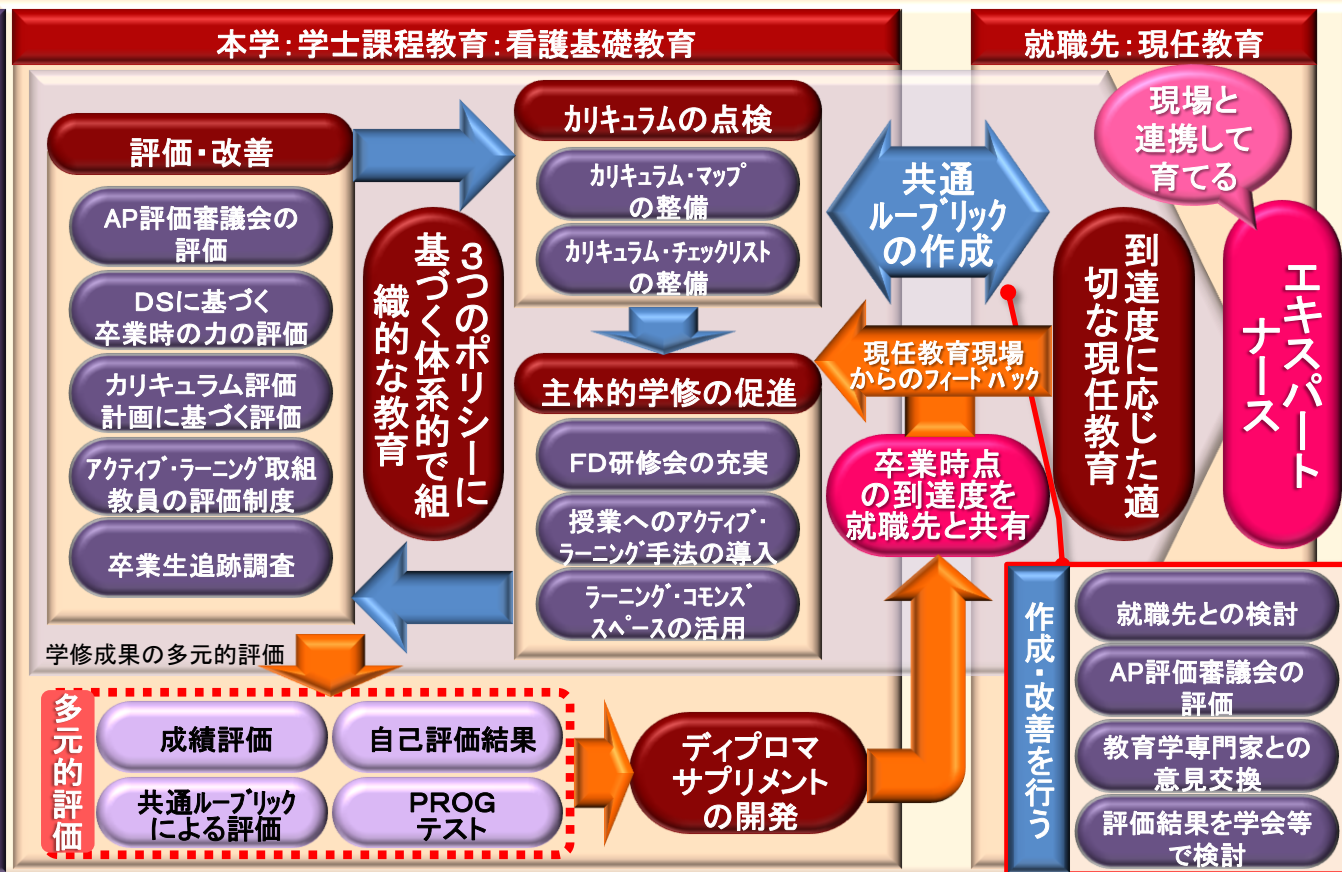 本学：学士課程教育：看護基礎教育
就職先：現任教育
評価・改善
AP評価審議会の
評価
DSに基づく
卒業時の力の評価
カリキュラム評価
計画に基づく評価
アクティブ・ラーニング取組
教員の評価制度
卒業生追跡調査
3つのポリシーに
基づく体系的で組
織的な教育
カリキュラムの点検
カリキュラム・マップ
の整備
カリキュラム・チェックリスト
の整備
主体的学修の促進
FD研修会の充実
授業へのアクティブ・
ラーニング手法の導入
ラーニング・コモンズ
スペースの活用
共通
ルーブリック
の作成
現任教育現場
からのフィードバック
卒業時点
の到達度を
就職先と共有
到達度に応じた適
切な現任教育
現場と
連携して
育てる
エキスパート
ナース
学修成果の多元的評価
多元的評価
成績評価
自己評価結果
共通ルーブリック
による評価
PROG
テスト
ディプロマ
サプリメント
の開発
作成・改善を行う
就職先との検討
AP評価審議会の
評価
教育学専門家との
意見交換
評価結果を学会等
で検討